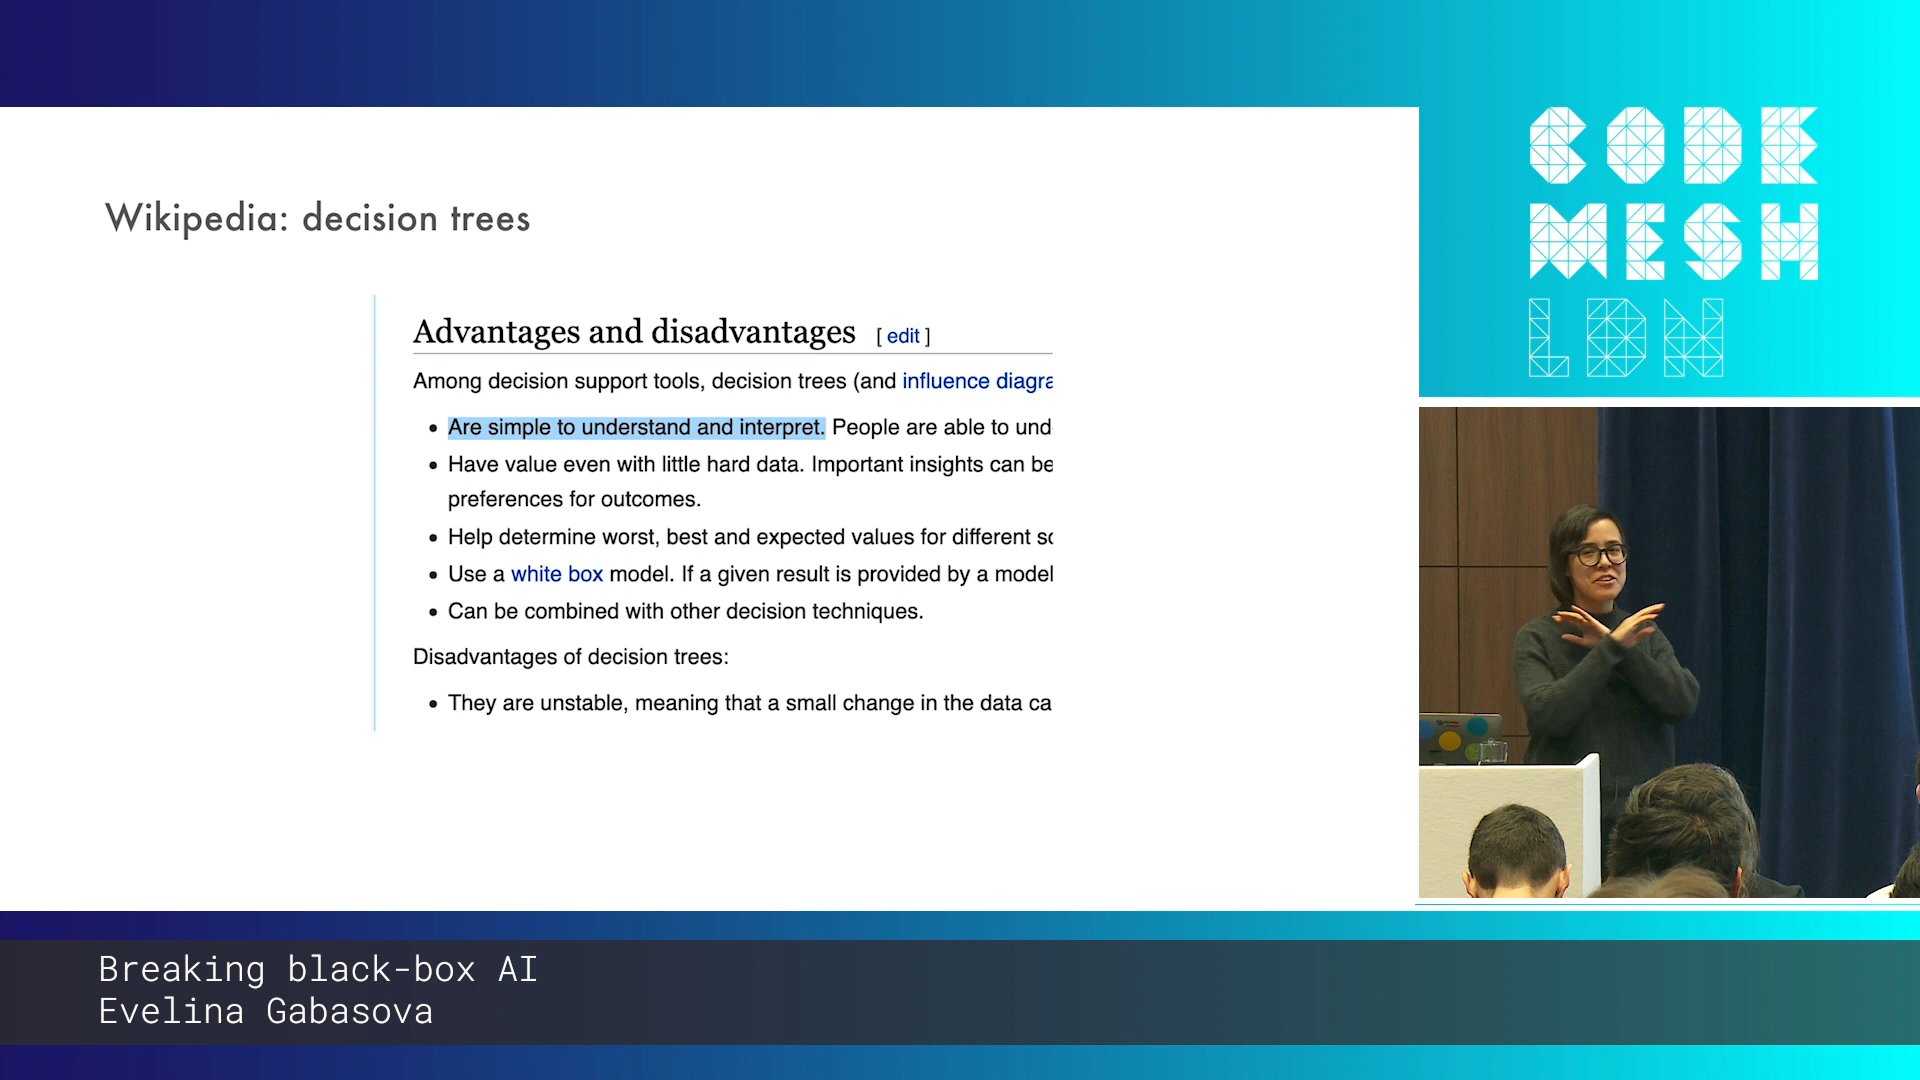 Wikipedia: decision trees
Advantages and disadvantages [ edit ]
Among decision support tools, decision trees (and influence diagra
• Are simple to understand and interpret. People are able to und
• Have value even with little hard data. Important insights can be
preferences for outcomes.
• Help determine worst, best and expected values for different sc
• Use a white box model. If a given result is provided by a model
• Can be combined with other decision techniques.
Disadvantages of decision trees:
• They are unstable, meaning that a small change in the data ca
CODE
MESH
LDN
Breaking black-box AI
Evelina Gabasova